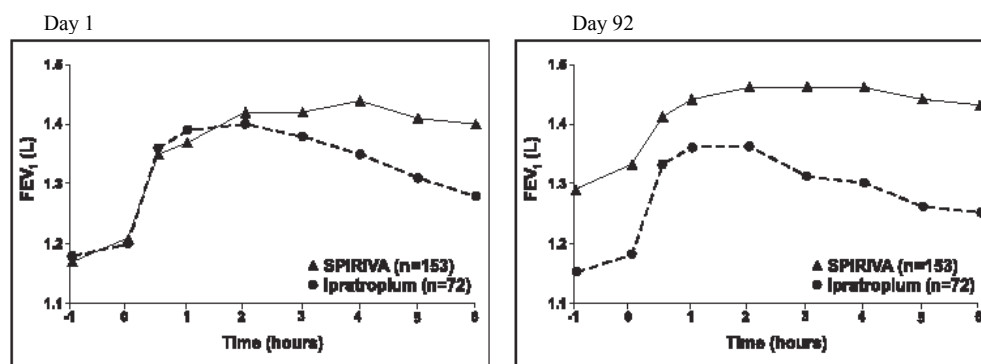 Day 1
Day 92
1.5
1.4
1.3
1.2
1.1
FEV₁ (L)
▲ SPIRIVA (n=153)
● Ipratropium (n=72)
-1 0 1 2 3 4 5 6
Time (hours)
1.5
1.4
1.3
1.2
1.1
FEV₁ (L)
▲ SPIRIVA (n=153)
● Ipratropium (n=72)
-1 0 1 2 3 4 5 6
Time (hours)